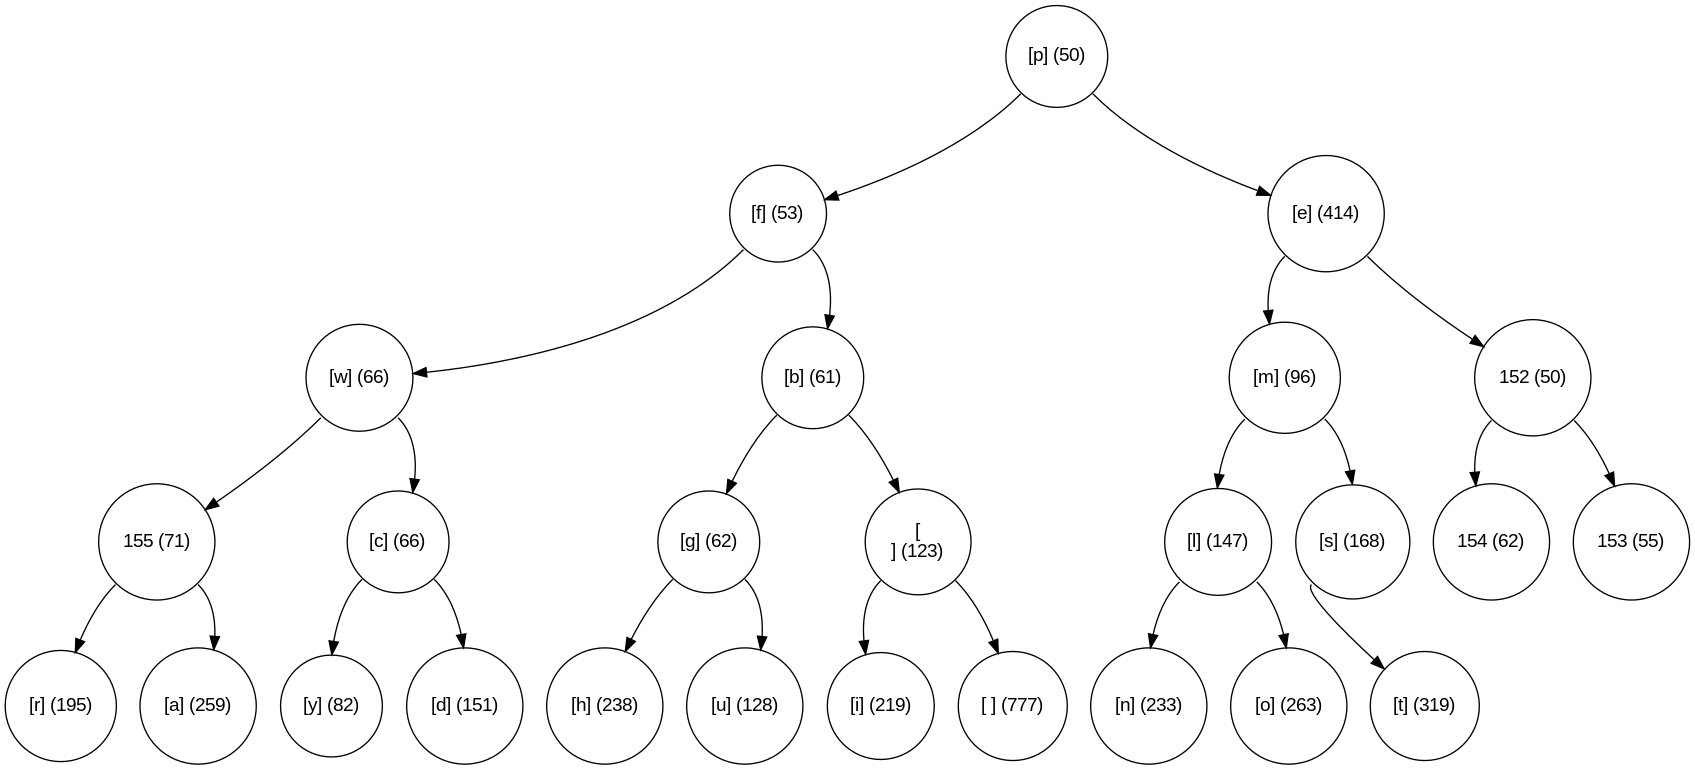 [p] (50)
[f] (53)
[e] (414)
[w] (66)
[b] (61)
[m] (96)
152 (50)
155 (71)
[c] (66)
[g] (62)
[
] (123)
[l] (147)
[s] (168)
154 (62)
153 (55)
[r] (195)
[a] (259)
[y] (82)
[d] (151)
[h] (238)
[u] (128)
[i] (219)
[ ] (777)
[n] (233)
[o] (263)
[t] (319)